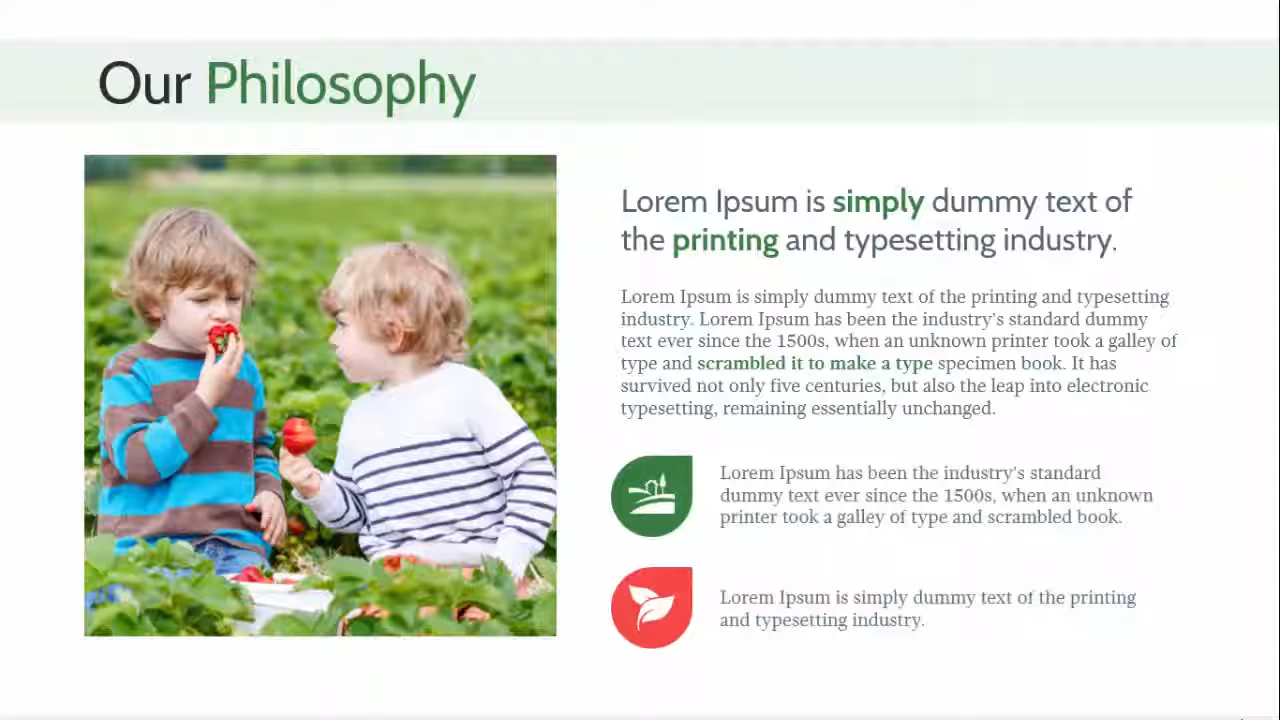 Our Philosophy
Lorem Ipsum is simply dummy text of
the printing and typesetting industry.
Lorem Ipsum is simply dummy text of the printing and typesetting
industry. Lorem Ipsum has been the industry's standard dummy
text ever since the 1500s, when an unknown printer took a galley of
type and scrambled it to make a type specimen book. It has
survived not only five centuries, but also the leap into electronic
typesetting, remaining essentially unchanged.
Lorem Ipsum has been the industry's standard
dummy text ever since the 1500s, when an unknown
printer took a galley of type and scrambled book.
Lorem Ipsum is simply dummy text of the printing
and typesetting industry.